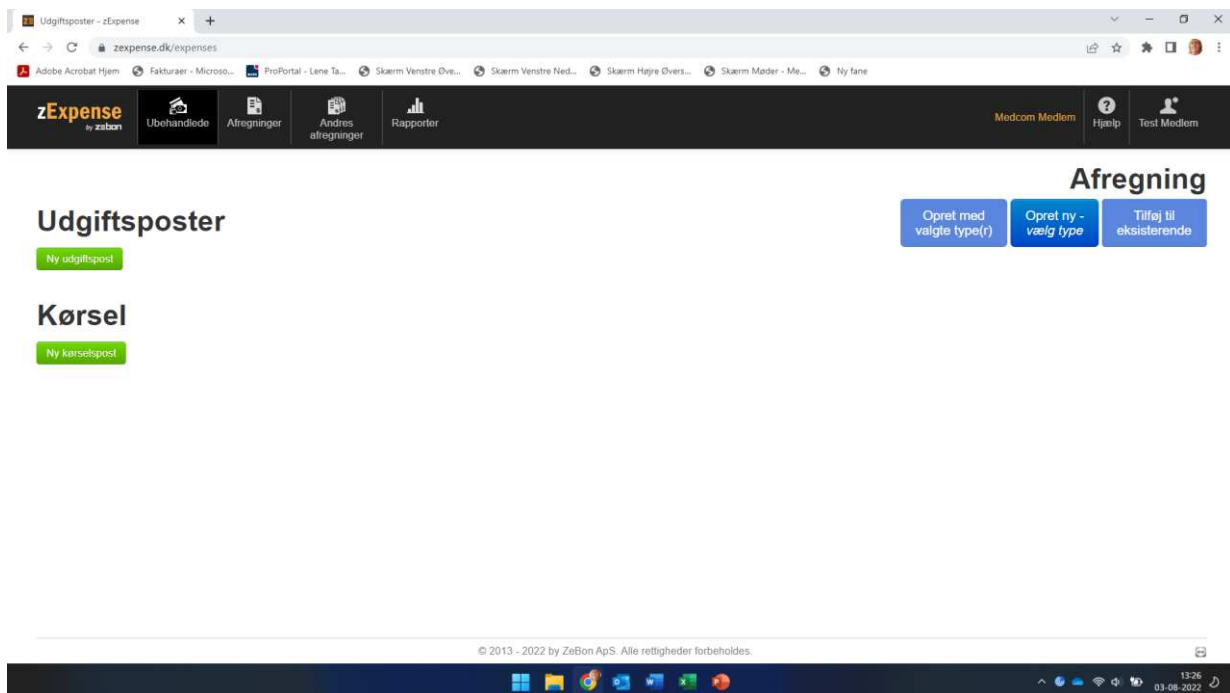 Udgiftsposter - zExpense
zexpense.dk/expenses
Adobe Acrobat Hjem
Fakturaer - Microso...
ProPortal - Lene Ta...
Skærm Venstre Øve...
Skærm Venstre Ned...
Skærm Højre Øvers...
Skærm Møder - Me...
Ny fane
zExpense
by zebon
Ubehandlede
Afregninger
Andres
afregninger
Rapporter
Medcom Medlem
Hjælp
Test Medlem
Afregning
Udgiftsposter
Opret med
valgte type(r)
Opret ny -
vælg type
Tilføj til
eksisterende
Ny udgiftspost
Kørsel
Ny kørselspost
© 2013 - 2022 by ZeBon ApS. Alle rettigheder forbeholdes.
13:26
03-08-2022